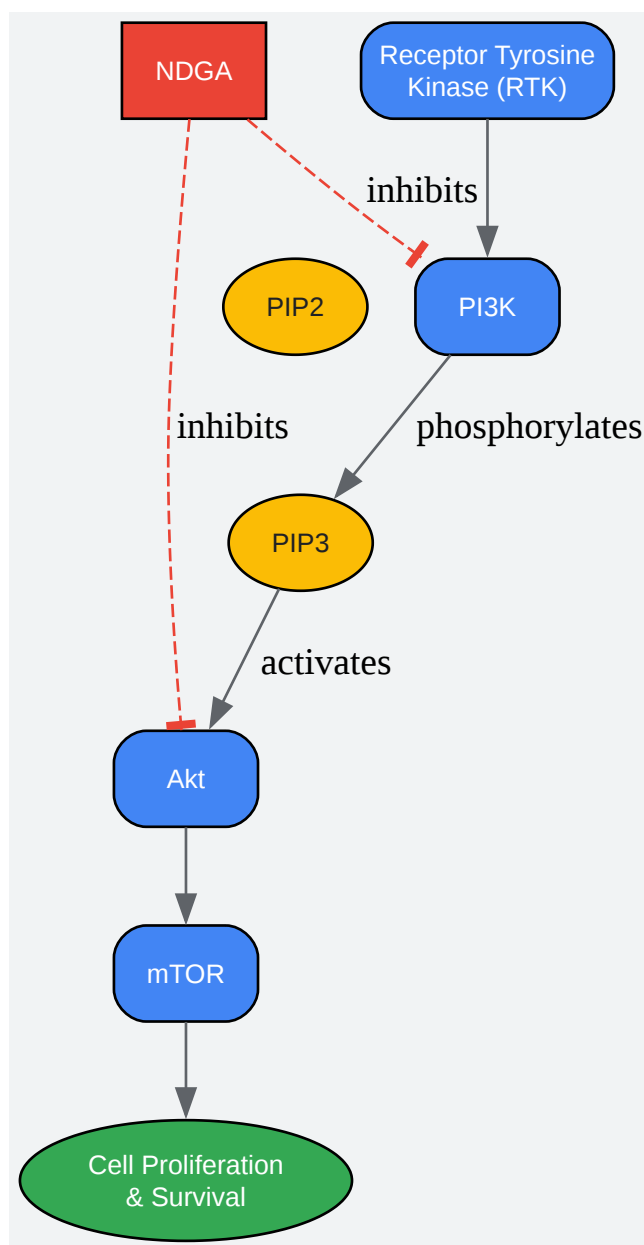 NDGA
Receptor Tyrosine
Kinase (RTK)
inhibits
PIP2
PI3K
inhibits
phosphorylates
PIP3
activates
Akt
mTOR
Cell Proliferation
& Survival